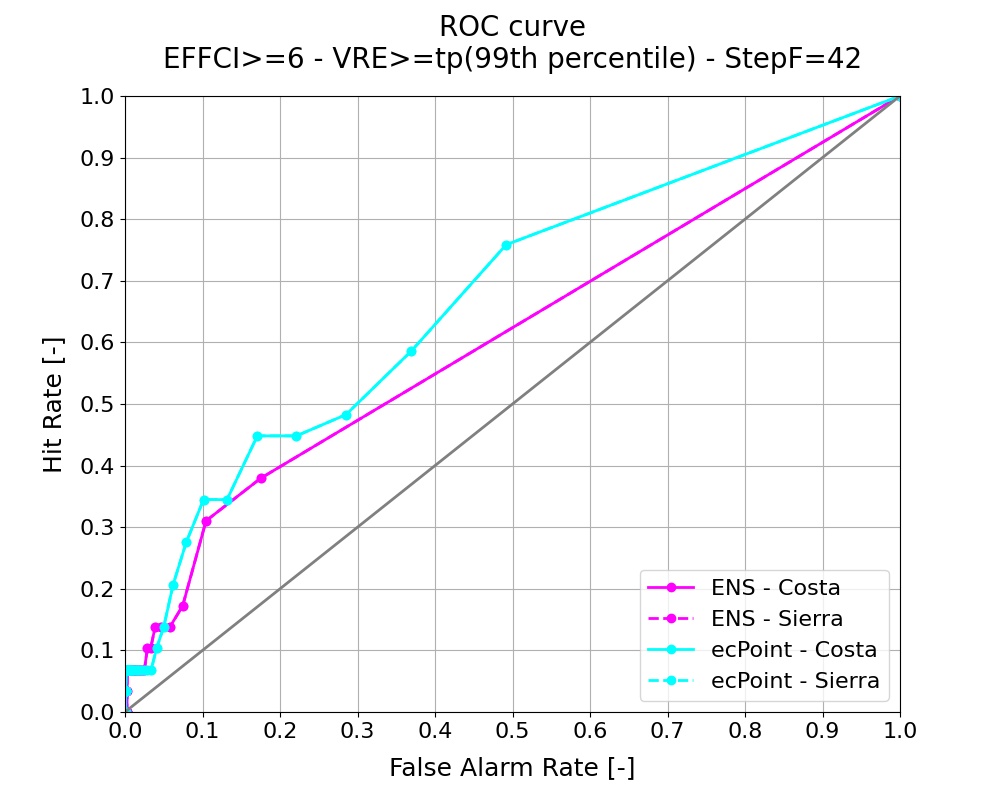 ROC curve
EFFCI>=6 - VRE>=tp(99th percentile) - StepF=42
1.0
0.9
0.8
0.7
0.6
0.5
0.4
0.3
0.2
0.1
0.0
Hit Rate [-]
ENS - Costa
ENS - Sierra
ecPoint - Costa
ecPoint - Sierra
0.0 0.1 0.2 0.3 0.4 0.5 0.6 0.7 0.8 0.9 1.0
False Alarm Rate [-]